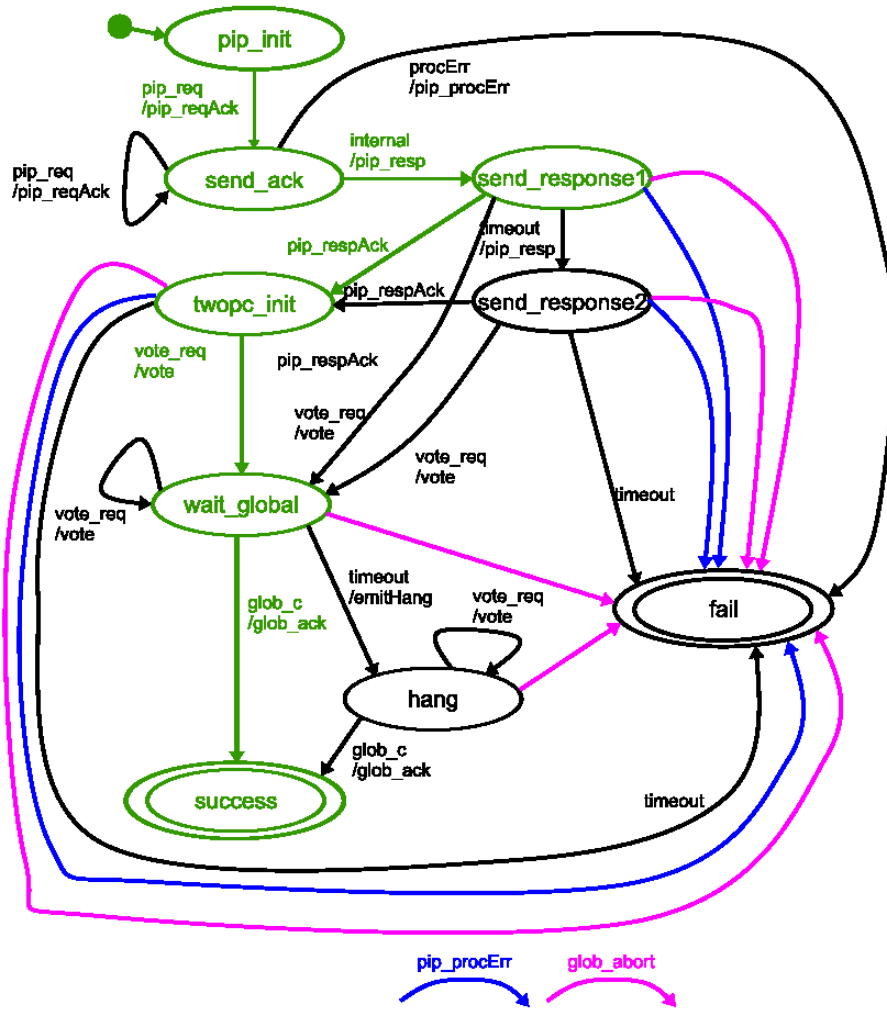 pip_init
procErr
/pip_procErr
pip_req
/pip_reqAck
internal
/pip_resp
pip_req
/pip_reqAck
send_ack
send_response1
timeout
/pip_resp
pip_respAck
pip_respAck
twopc_init
send_response2
vote_req
/vote
pip_respAck
vote_req
/vote
vote_req
/vote
wait_global
timeout
vote_req
/vote
timeout
/emitHang
vote_req
/vote
glob_c
/glob_ack
fail
hang
glob_c
/glob_ack
success
timeout
pip_procErr
glob_abort